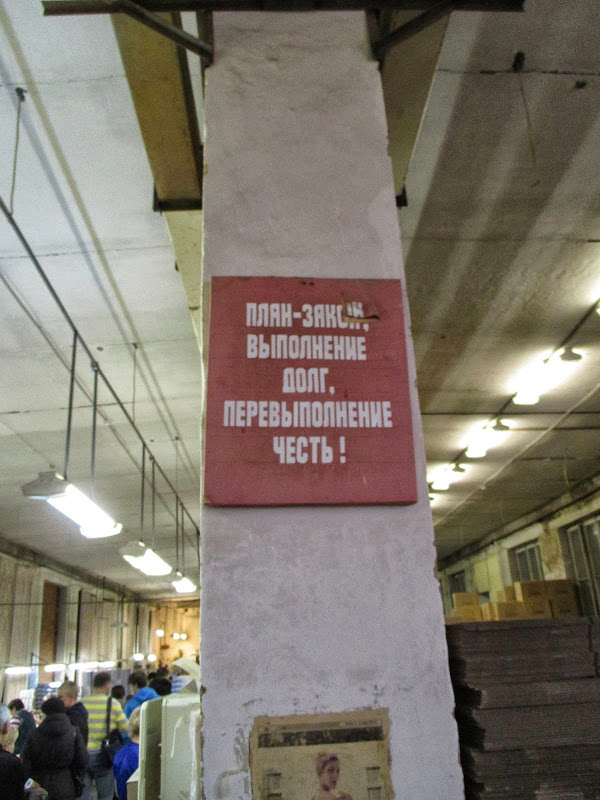 ПЛАН-ЗАКОН,
ВЫПОЛНЕНИЕ
ДОЛГ,
ПЕРЕВЫПОЛНЕНИЕ
ЧЕСТЬ!